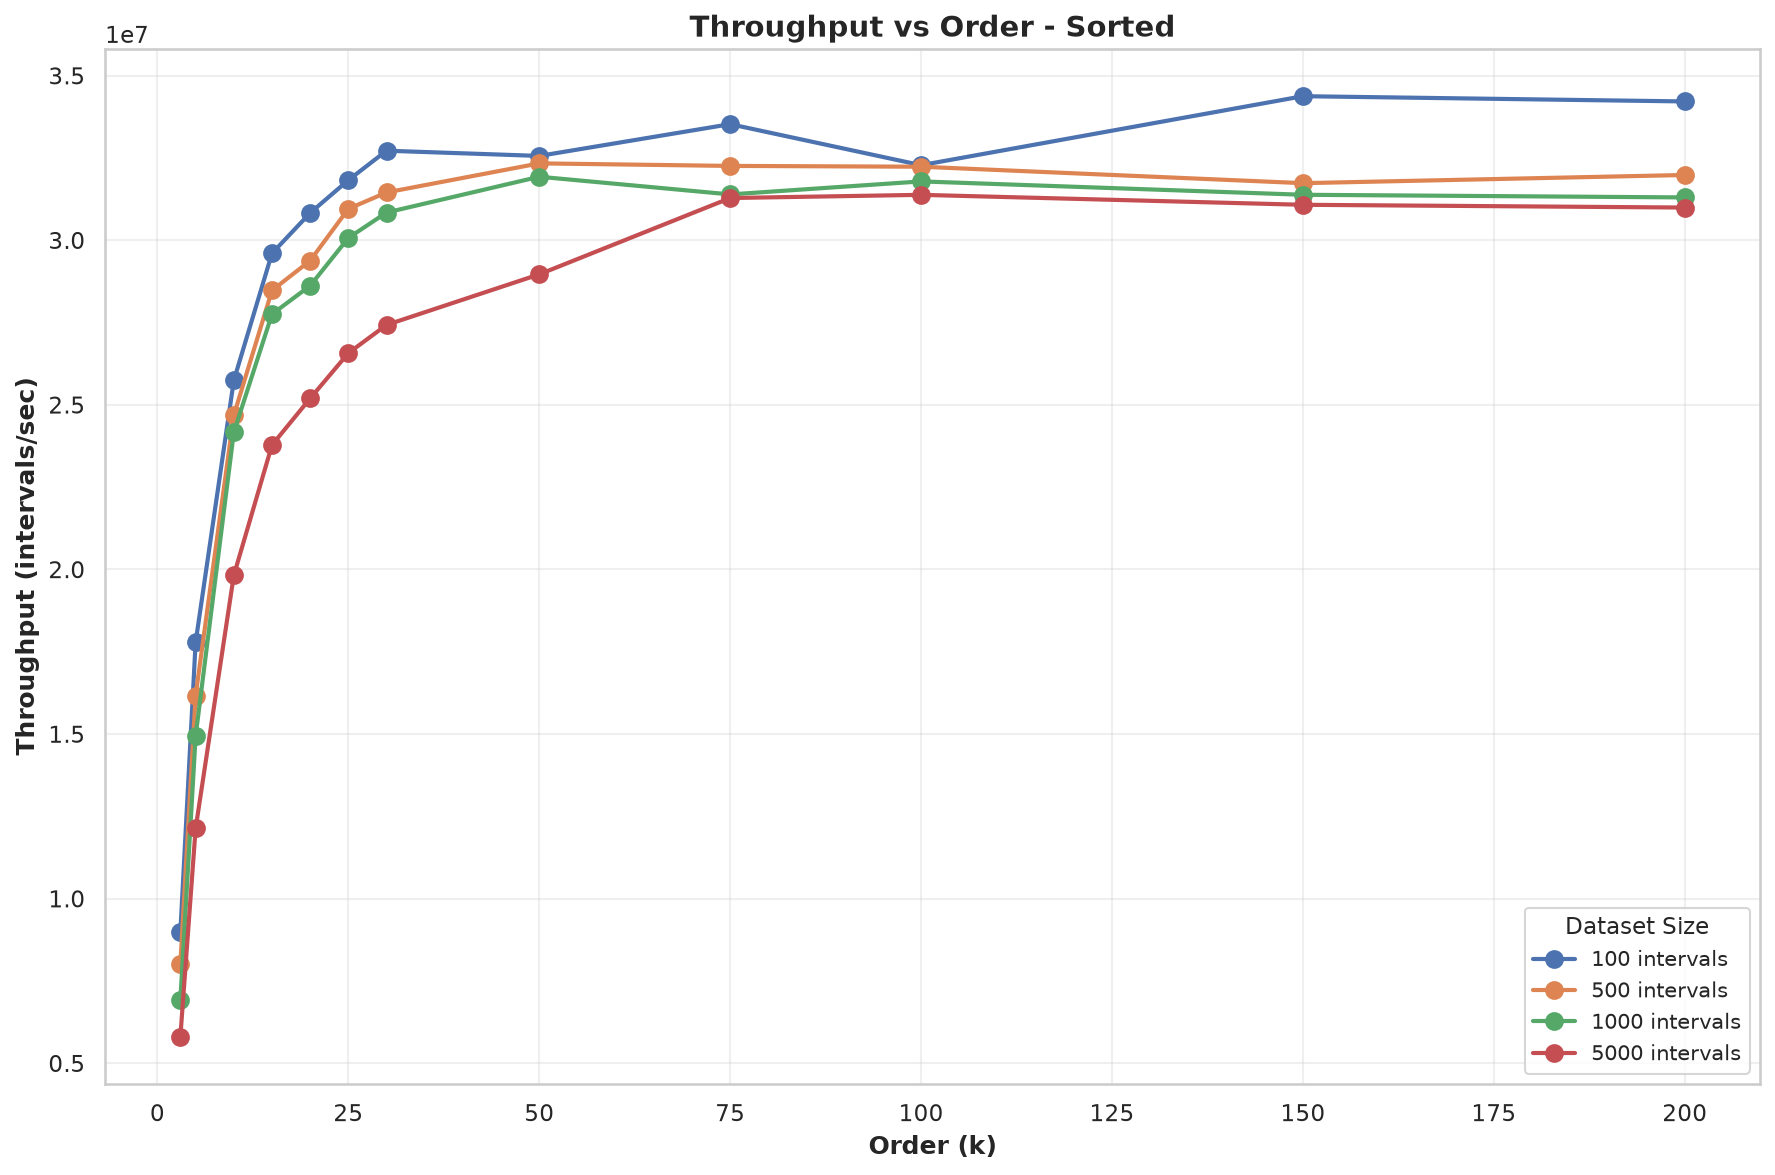 Throughput vs Order - Sorted
1e7
3.5
3.0
2.5
2.0
1.5
1.0
0.5
Throughput (intervals/sec)
0 25 50 75 100 125 150 175 200
Order (k)
Dataset Size
100 intervals
500 intervals
1000 intervals
5000 intervals